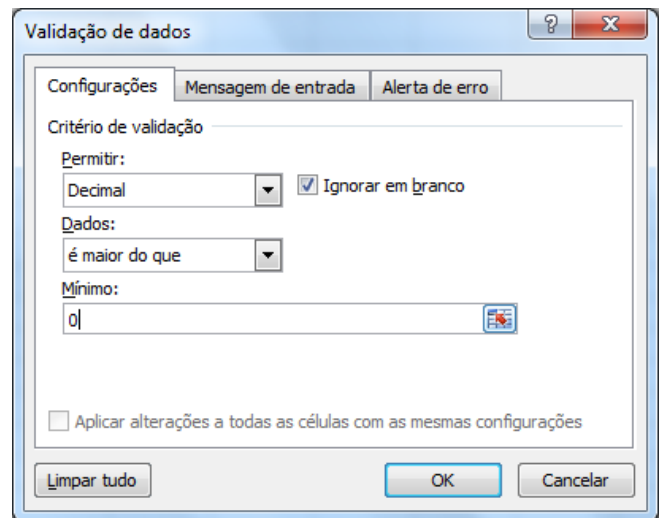 Validação de dados
Configurações Mensagem de entrada Alerta de erro
Critério de validação
Permitir:
Decimal Ignorar em branco
Dados:
é maior do que
Mínimo:
0
Aplicar alterações a todas as células com as mesmas configurações
Limpar tudo OK Cancelar